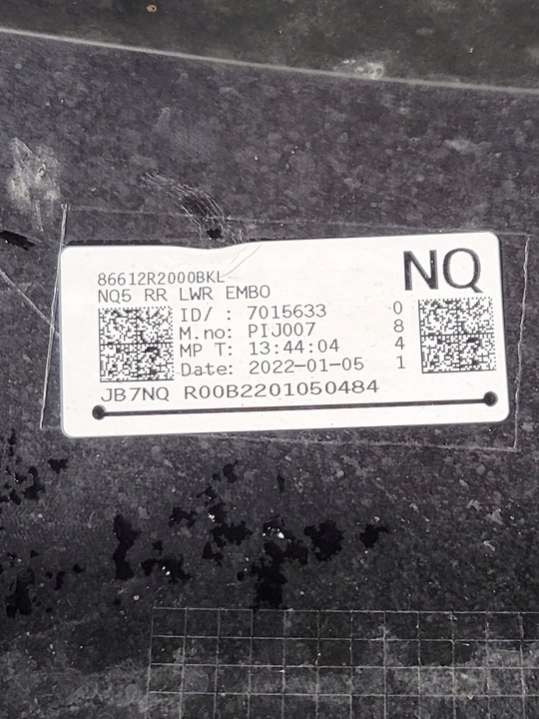 86612R2000BKL
NQ
NQ5 RR LWR EMBO
ID/ : 7015633
M.no: PIJ007
MP T: 13:44:04
Date: 2022-01-05
0
8
4
1
JB7NQ R00B2201050484